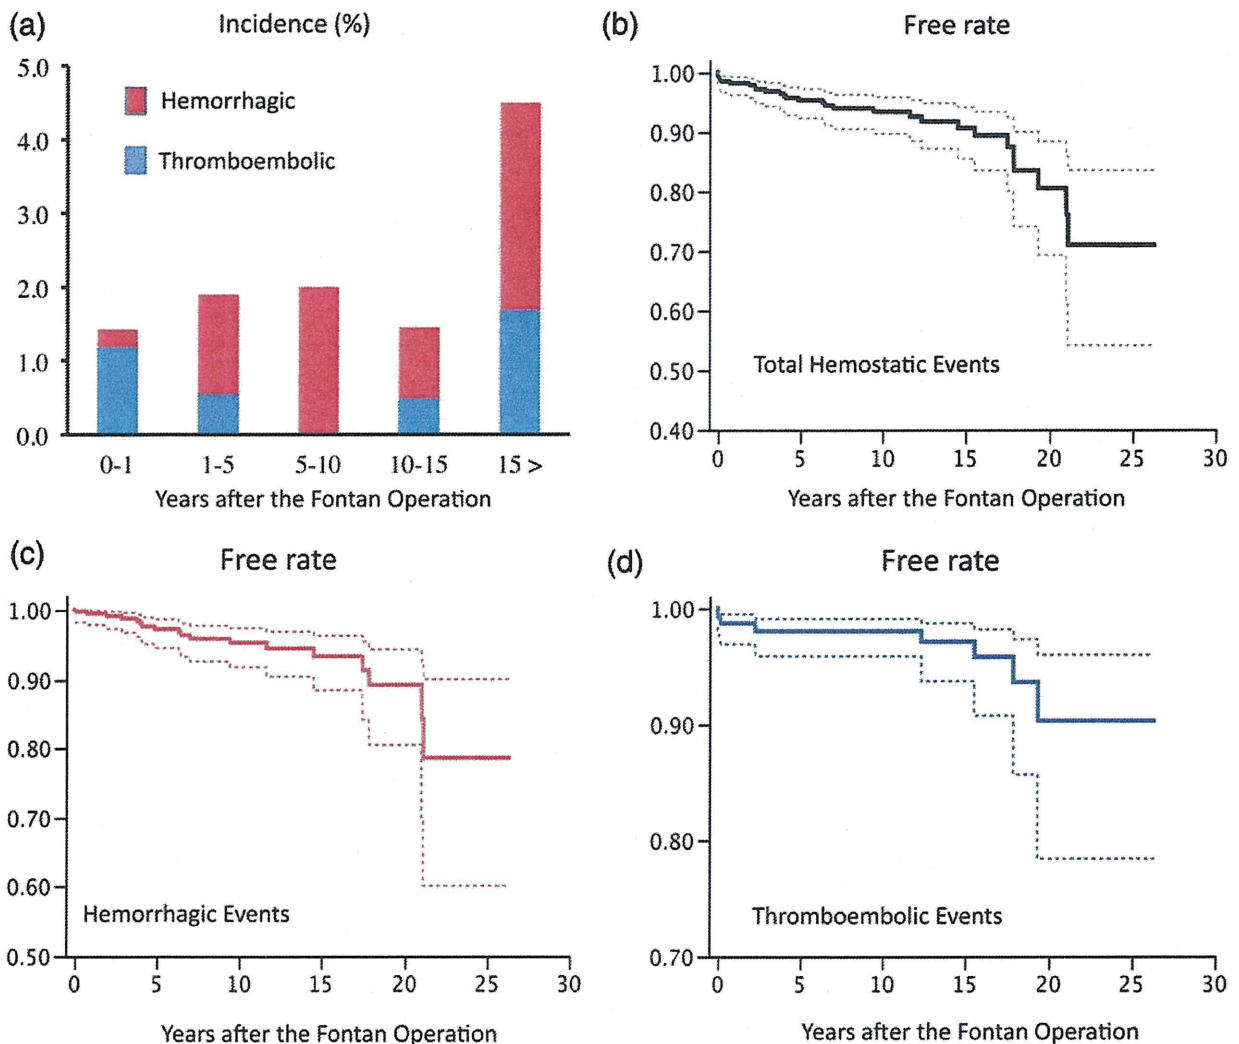 (a)
Incidence (%)
5.0
4.0
3.0
2.0
1.0
0.0
Hemorrhagic
Thromboembolic
0-1 1-5 5-10 10-15 15 >
Years after the Fontan Operation
(b)
Free rate
1.00
0.90
0.80
0.70
0.60
0.50
0.40
Total Hemostatic Events
0 5 10 15 20 25 30
Years after the Fontan Operation
(c)
Free rate
1.00
0.90
0.80
0.70
0.60
0.50
Hemorrhagic Events
0 5 10 15 20 25 30
Years after the Fontan Operation
(d)
Free rate
1.00
0.90
0.80
0.70
Thromboembolic Events
0 5 10 15 20 25 30
Years after the Fontan Operation